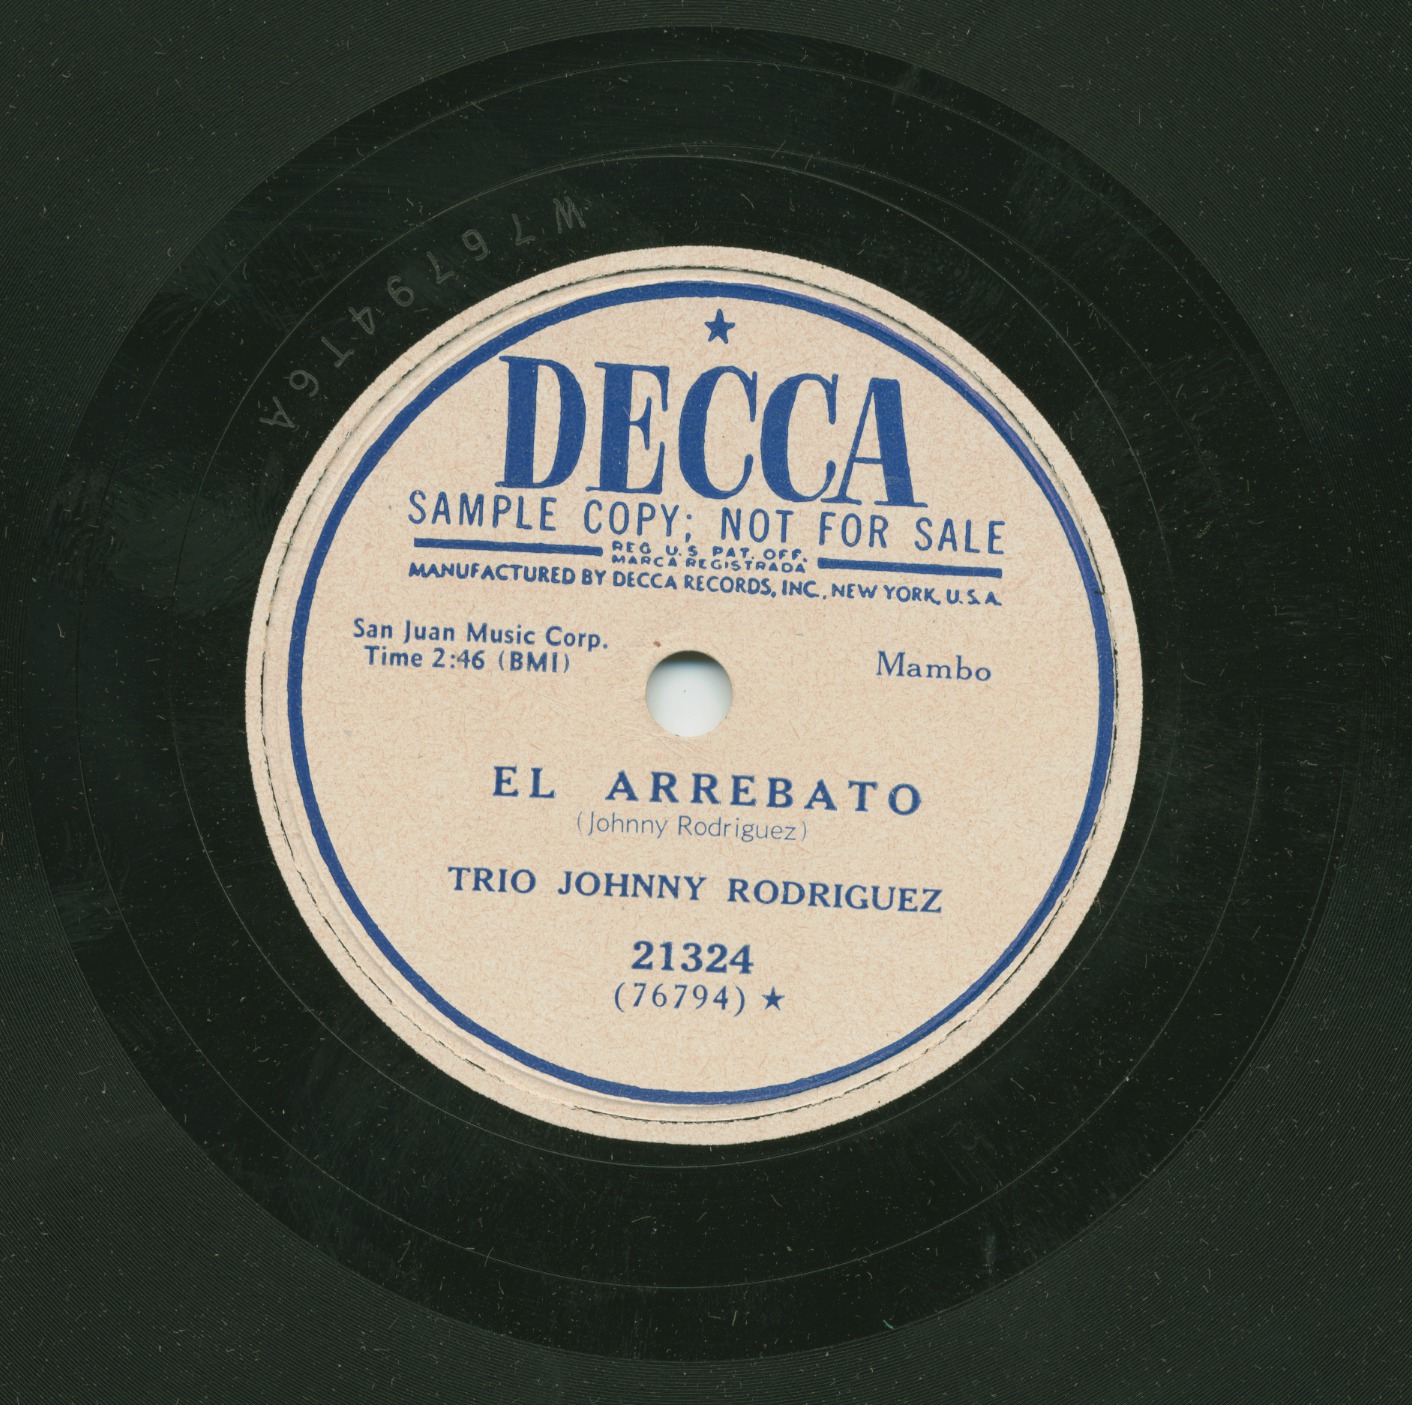 W76794T6A
★
DECCA
SAMPLE COPY; NOT FOR SALE
REG. U.S. PAT. OFF.
MARCA REGISTRADA
MANUFACTURED BY DECCA RECORDS, INC., NEW YORK, U.S.A.
San Juan Music Corp.
Time 2:46 (BMI)
Mambo
EL ARREBATO
(Johnny Rodriguez)
TRIO JOHNNY RODRIGUEZ
21324
(76794) ★